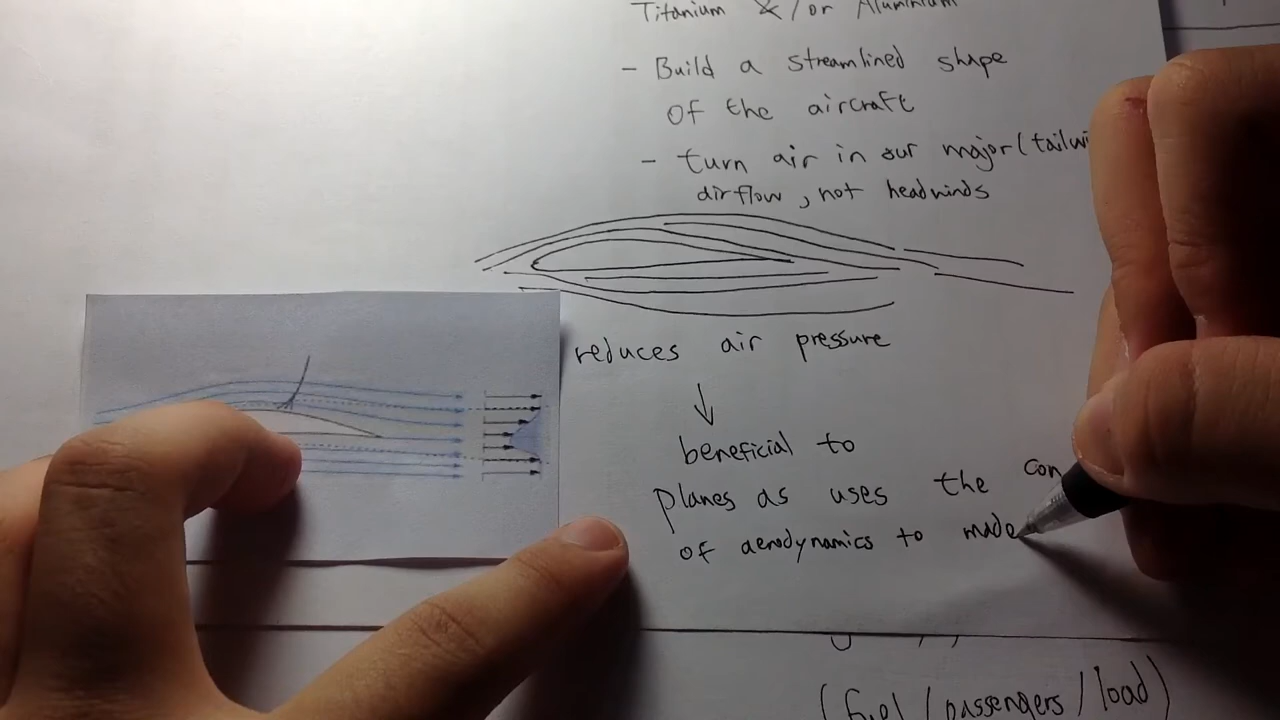 Titanium &/or Aluminium
- Build a streamlined shape
of the aircraft
- turn air in our major (tailwi
airflow, not headwinds
reduces air pressure
↓
beneficial to
planes as uses the con
of aerodynamics to made
(fuel / passengers / load)